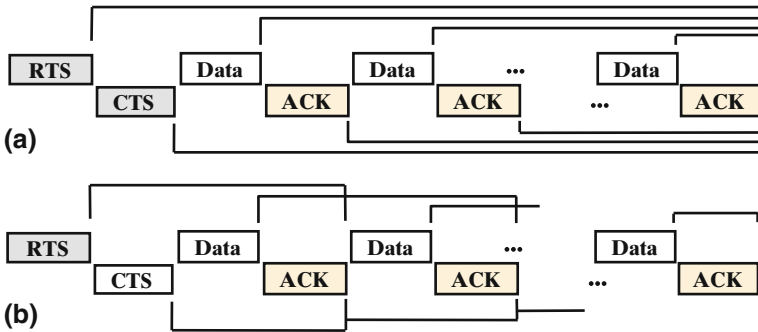 RTS Data Data ... Data
CTS ACK ACK ... ACK
(a)
RTS Data Data ... Data
CTS ACK ACK ... ACK
(b)